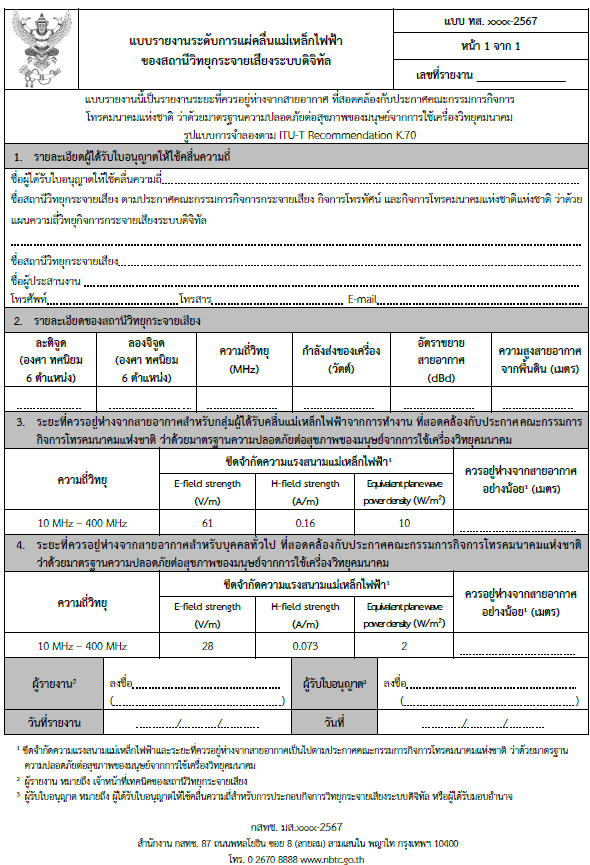 แบบรายงานระดับการแผ่คลื่นแม่เหล็กไฟฟ้า
ของสถานีวิทยุกระจายเสียงระบบดิจิทัล
แบบ ทส. xxxx-2567
หน้า 1 จาก 1
เลขที่รายงาน ______________
แบบรายงานนี้เป็นรายงานระยะที่ควรอยู่ห่างจากสายอากาศ ที่สอดคล้องกับประกาศคณะกรรมการกิจการ
โทรคมนาคมแห่งชาติ ว่าด้วยมาตรฐานความปลอดภัยต่อสุขภาพของมนุษย์จากการใช้เครื่องวิทยุคมนาคม
รูปแบบการจำลองตาม ITU-T Recommendation K.70
1. รายละเอียดผู้ได้รับใบอนุญาตให้ใช้คลื่นความถี่
ชื่อผู้ได้รับใบอนุญาตให้ใช้คลื่นความถี่
ชื่อสถานีวิทยุกระจายเสียง ตามประกาศคณะกรรมการกิจการกระจายเสียง กิจการโทรทัศน์ และกิจการโทรคมนาคมแห่งชาติแห่งชาติ ว่าด้วย
แผนความถี่วิทยุกิจการกระจายเสียงระบบดิจิทัล
ชื่อสถานีวิทยุกระจายเสียง
ชื่อผู้ประสานงาน
โทรศัพท์ โทรสาร E-mail
2. รายละเอียดของสถานีวิทยุกระจายเสียง
ละติจูด
(องศา ทศนิยม
6 ตำแหน่ง)
ลองจิจูด
(องศา ทศนิยม
6 ตำแหน่ง)
ความถี่วิทยุ
(MHz)
กำลังส่งของเครื่อง
(วัตต์)
อัตราขยาย
สายอากาศ
(dBd)
ความสูงสายอากาศ
จากพื้นดิน (เมตร)
3. ระยะที่ควรอยู่ห่างจากสายอากาศสำหรับกลุ่มผู้ได้รับคลื่นแม่เหล็กไฟฟ้าจากการทำงาน ที่สอดคล้องกับประกาศคณะกรรมการ
กิจการโทรคมนาคมแห่งชาติ ว่าด้วยมาตรฐานความปลอดภัยต่อสุขภาพของมนุษย์จากการใช้เครื่องวิทยุคมนาคม
ความถี่วิทยุ
ขีดจำกัดความแรงสนามแม่เหล็กไฟฟ้า¹
E-field strength
(V/m)
H-field strength
(A/m)
Equivalent plane wave
power density (W/m²)
ควรอยู่ห่างจากสายอากาศ
อย่างน้อย¹ (เมตร)
10 MHz – 400 MHz 61 0.16 10
4. ระยะที่ควรอยู่ห่างจากสายอากาศสำหรับบุคคลทั่วไป ที่สอดคล้องกับประกาศคณะกรรมการกิจการโทรคมนาคมแห่งชาติ
ว่าด้วยมาตรฐานความปลอดภัยต่อสุขภาพของมนุษย์จากการใช้เครื่องวิทยุคมนาคม
ความถี่วิทยุ
ขีดจำกัดความแรงสนามแม่เหล็กไฟฟ้า¹
E-field strength
(V/m)
H-field strength
(A/m)
Equivalent plane wave
power density (W/m²)
ควรอยู่ห่างจากสายอากาศ
อย่างน้อย¹ (เมตร)
10 MHz – 400 MHz 28 0.073 2
ผู้รายงาน²
ลงชื่อ
(..............................)
ผู้รับใบอนุญาต³
ลงชื่อ
(..............................)
วันที่รายงาน ........../........../..........
วันที่ ........../........../..........
¹ ขีดจำกัดความแรงสนามแม่เหล็กไฟฟ้าและระยะที่ควรอยู่ห่างจากสายอากาศเป็นไปตามประกาศคณะกรรมการกิจการโทรคมนาคมแห่งชาติ ว่าด้วยมาตรฐาน
ความปลอดภัยต่อสุขภาพของมนุษย์จากการใช้เครื่องวิทยุคมนาคม
² ผู้รายงาน หมายถึง เจ้าหน้าที่เทคนิคของสถานีวิทยุกระจายเสียง
³ ผู้รับใบอนุญาต หมายถึง ผู้ได้รับใบอนุญาตให้ใช้คลื่นความถี่สำหรับการประกอบกิจการวิทยุกระจายเสียงระบบดิจิทัล หรือผู้ได้รับมอบอำนาจ
กสทช. มส.xxxx-2567
สำนักงาน กสทช. 87 ถนนพหลโยธิน ซอย 8 (สายลม) สามเสนใน พญาไท กรุงเทพฯ 10400
โทร. 0 2670 8888 www.nbtc.go.th